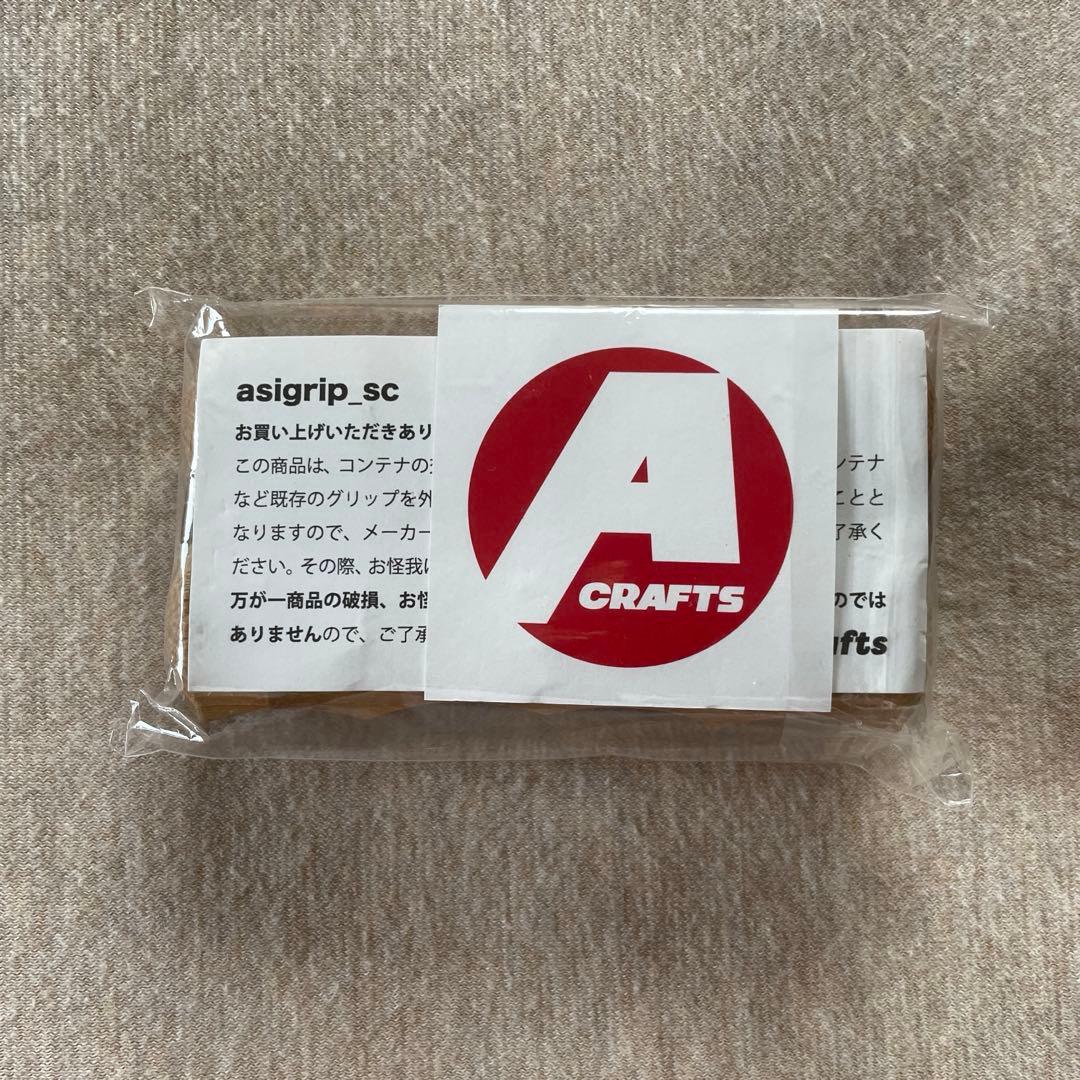 asigrip_sc
お買い上げいただきあり
この商品は、コンテナの
ンテナ
など既存のグリップを外
ことと
なりますので、メーカー
了承く
ださい。その際、お怪我
万が一商品の破損、お怪
のでは
ありませんので、ご了承
afts
A
CRAFTS